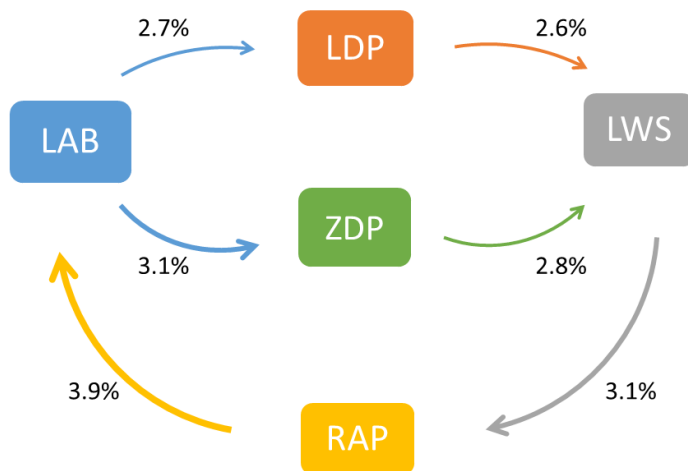 2.7%
LDP
2.6%
LAB
LWS
ZDP
3.1%
2.8%
3.9%
3.1%
RAP